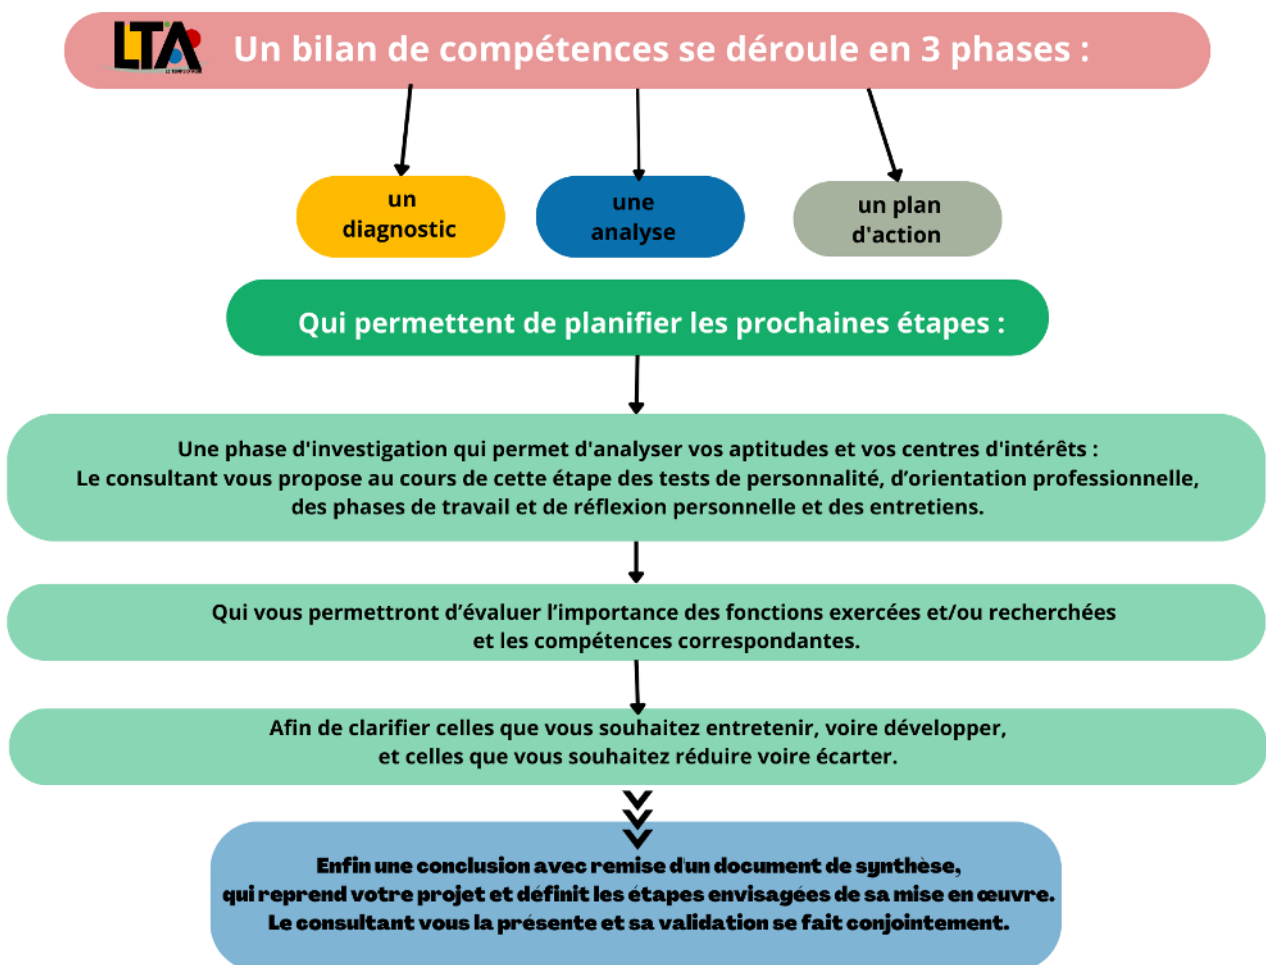 LTA
Un bilan de compétences se déroule en 3 phases :
un
diagnostic
une
analyse
un plan
d'action
Qui permettent de planifier les prochaines étapes :
Une phase d'investigation qui permet d'analyser vos aptitudes et vos centres d'intérêts :
Le consultant vous propose au cours de cette étape des tests de personnalité, d’orientation professionnelle,
des phases de travail et de réflexion personnelle et des entretiens.
Qui vous permettront d’évaluer l’importance des fonctions exercées et/ou recherchées
et les compétences correspondantes.
Afin de clarifier celles que vous souhaitez entretenir, voire développer,
et celles que vous souhaitez réduire voire écarter.
Enfin une conclusion avec remise d'un document de synthèse,
qui reprend votre projet et définit les étapes envisagées de sa mise en œuvre.
Le consultant vous la présente et sa validation se fait conjointement.